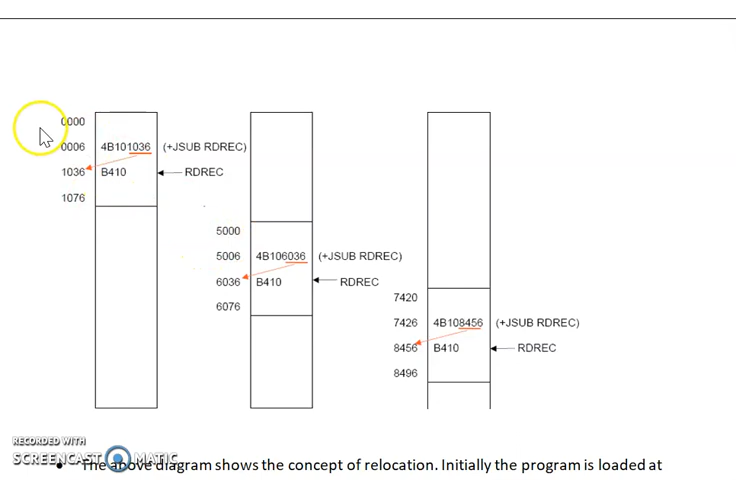 0000
0006 4B101036 (+JSUB RDREC)
1036 B410 RDREC
1076
5000
5006 4B106036 (+JSUB RDREC)
6036 B410 RDREC
6076
7420
7426 4B108456 (+JSUB RDREC)
8456 B410 RDREC
8496
RECORDED WITH
SCREENCAST MATIC
• The above diagram shows the concept of relocation. Initially the program is loaded at